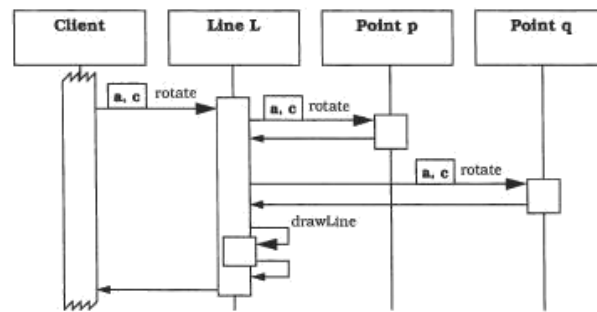 Client
Line L
Point p
Point q
a, c rotate
a, c rotate
a, c rotate
drawLine